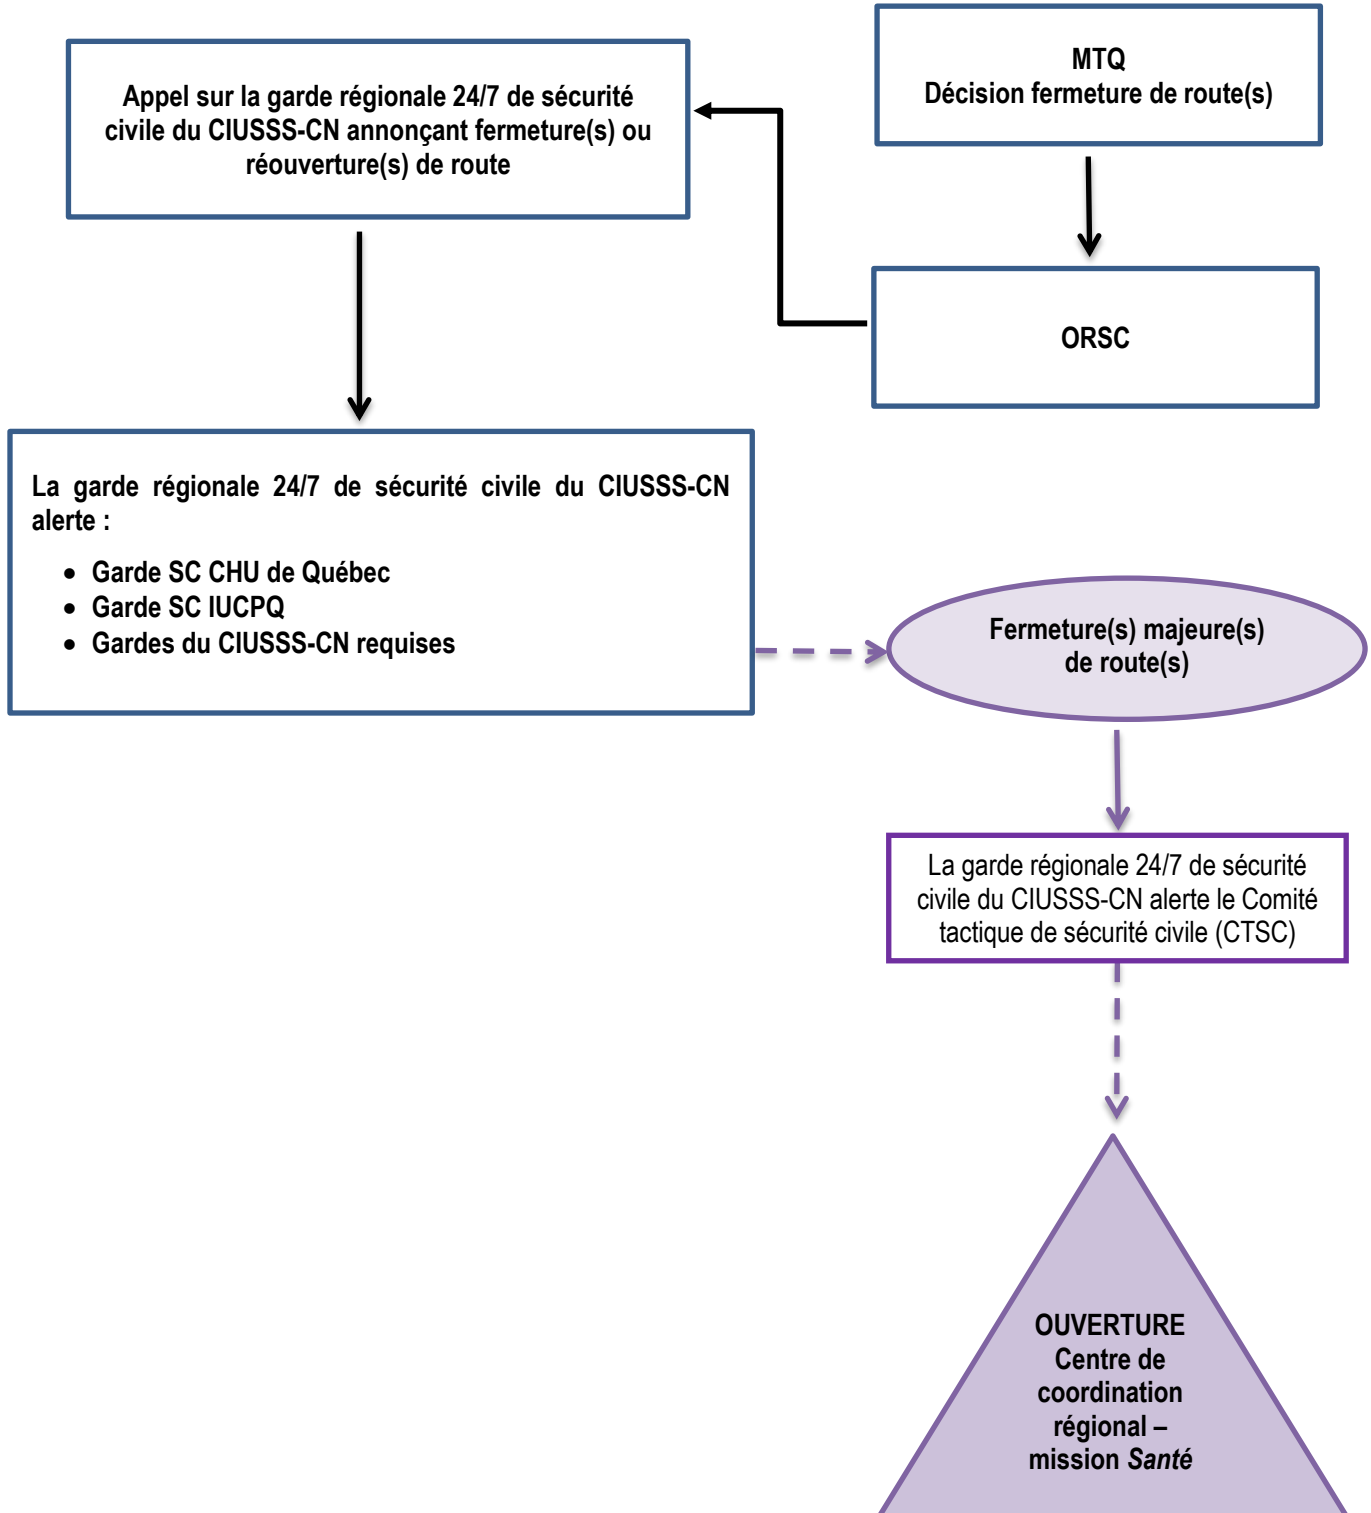 MTQ
Décision fermeture de route(s)
ORSC
Appel sur la garde régionale 24/7 de sécurité
civile du CIUSSS-CN annonçant fermeture(s) ou
réouverture(s) de route
La garde régionale 24/7 de sécurité civile du CIUSSS-CN
alerte :
• Garde SC CHU de Québec
• Garde SC IUCPQ
• Gardes du CIUSSS-CN requises
Fermeture(s) majeure(s)
de route(s)
La garde régionale 24/7 de sécurité
civile du CIUSSS-CN alerte le Comité
tactique de sécurité civile (CTSC)
OUVERTURE
Centre de
coordination
régional –
mission Santé